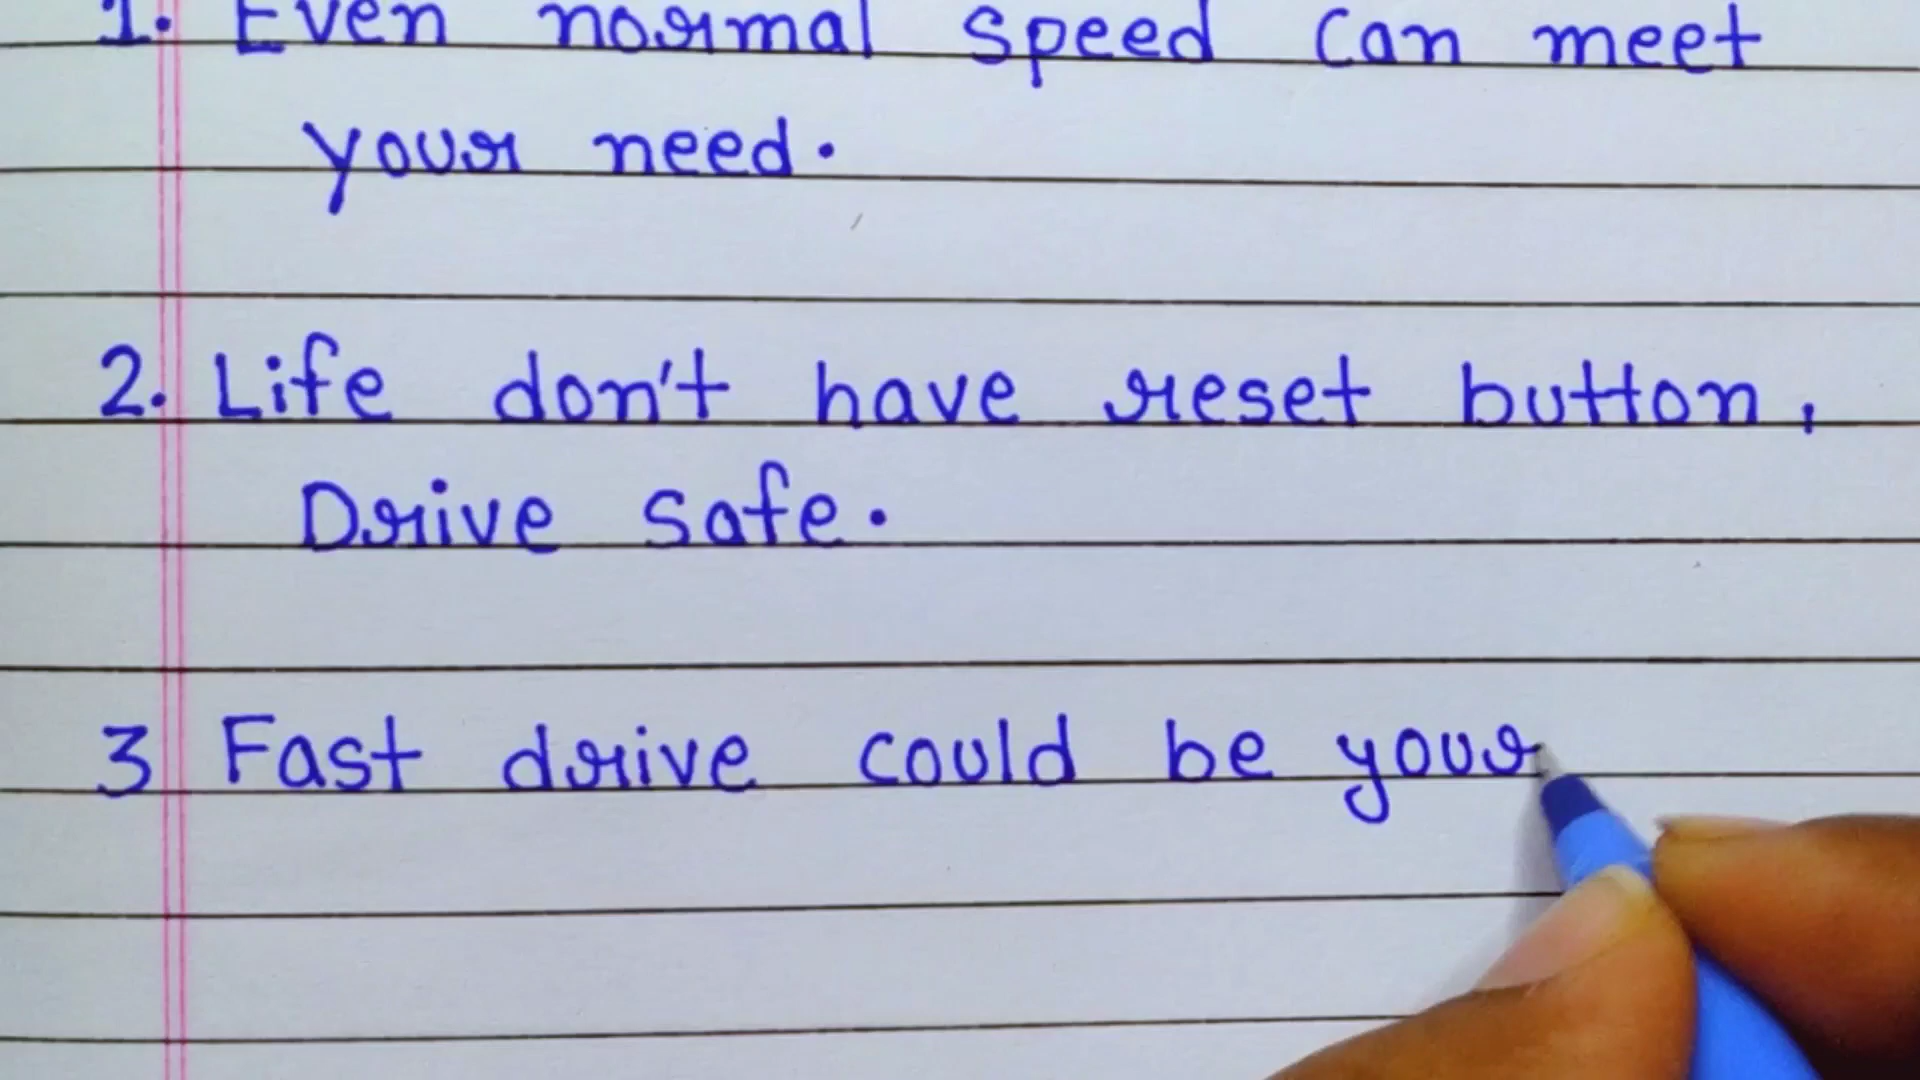 1. Even normal speed can meet
your need.
2. Life don't have reset button,
Drive safe.
3 Fast drive could be your